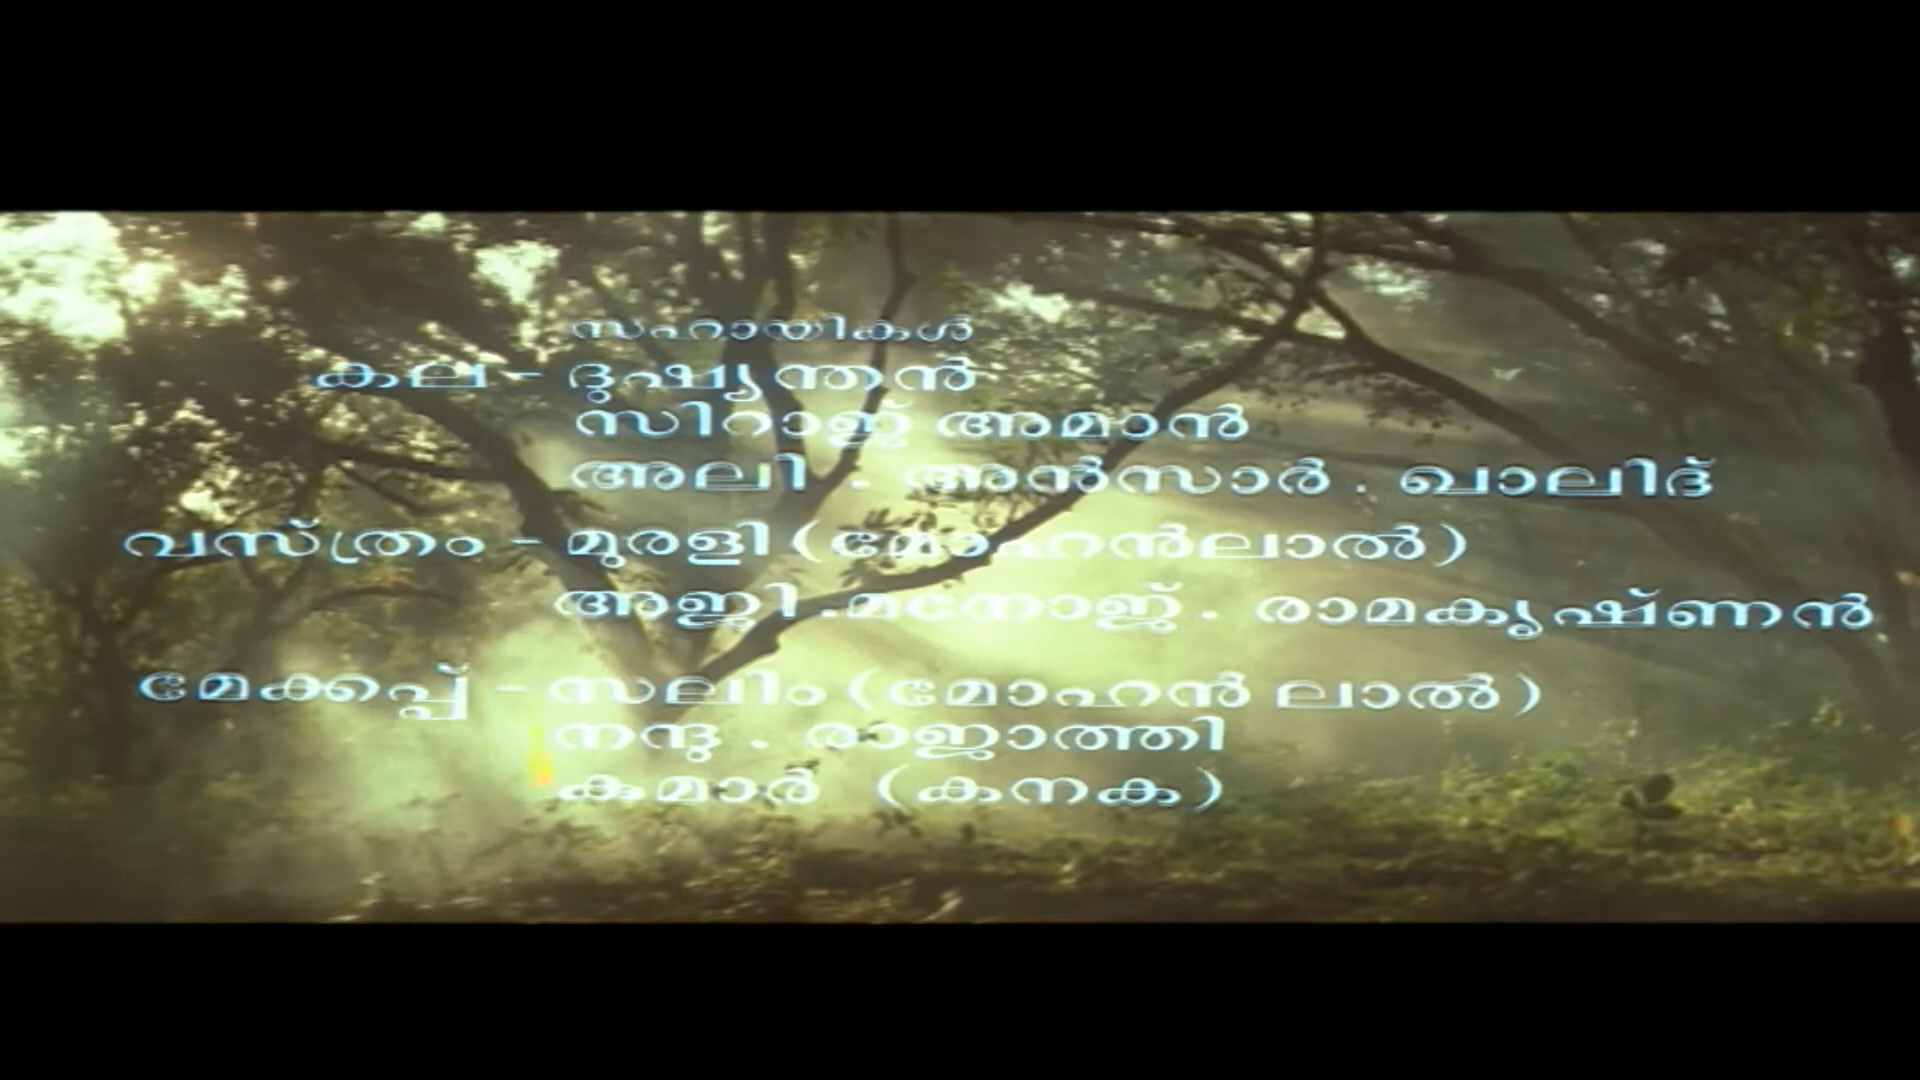 സഹായികൾ
കല - ദുഷ്യന്തൻ
സിറാജ് അമാൻ
അലി . അൻസാർ . ഖാലിദ്
വസ്ത്രം - മുരളി (മോഹൻലാൽ)
മനോജ് . രാമകൃഷ്ണൻ
മേക്കപ്പ് - സലിം (മോഹൻ ലാൽ)
നന്ദു . രാജാത്തി
കുമാർ (കനക)